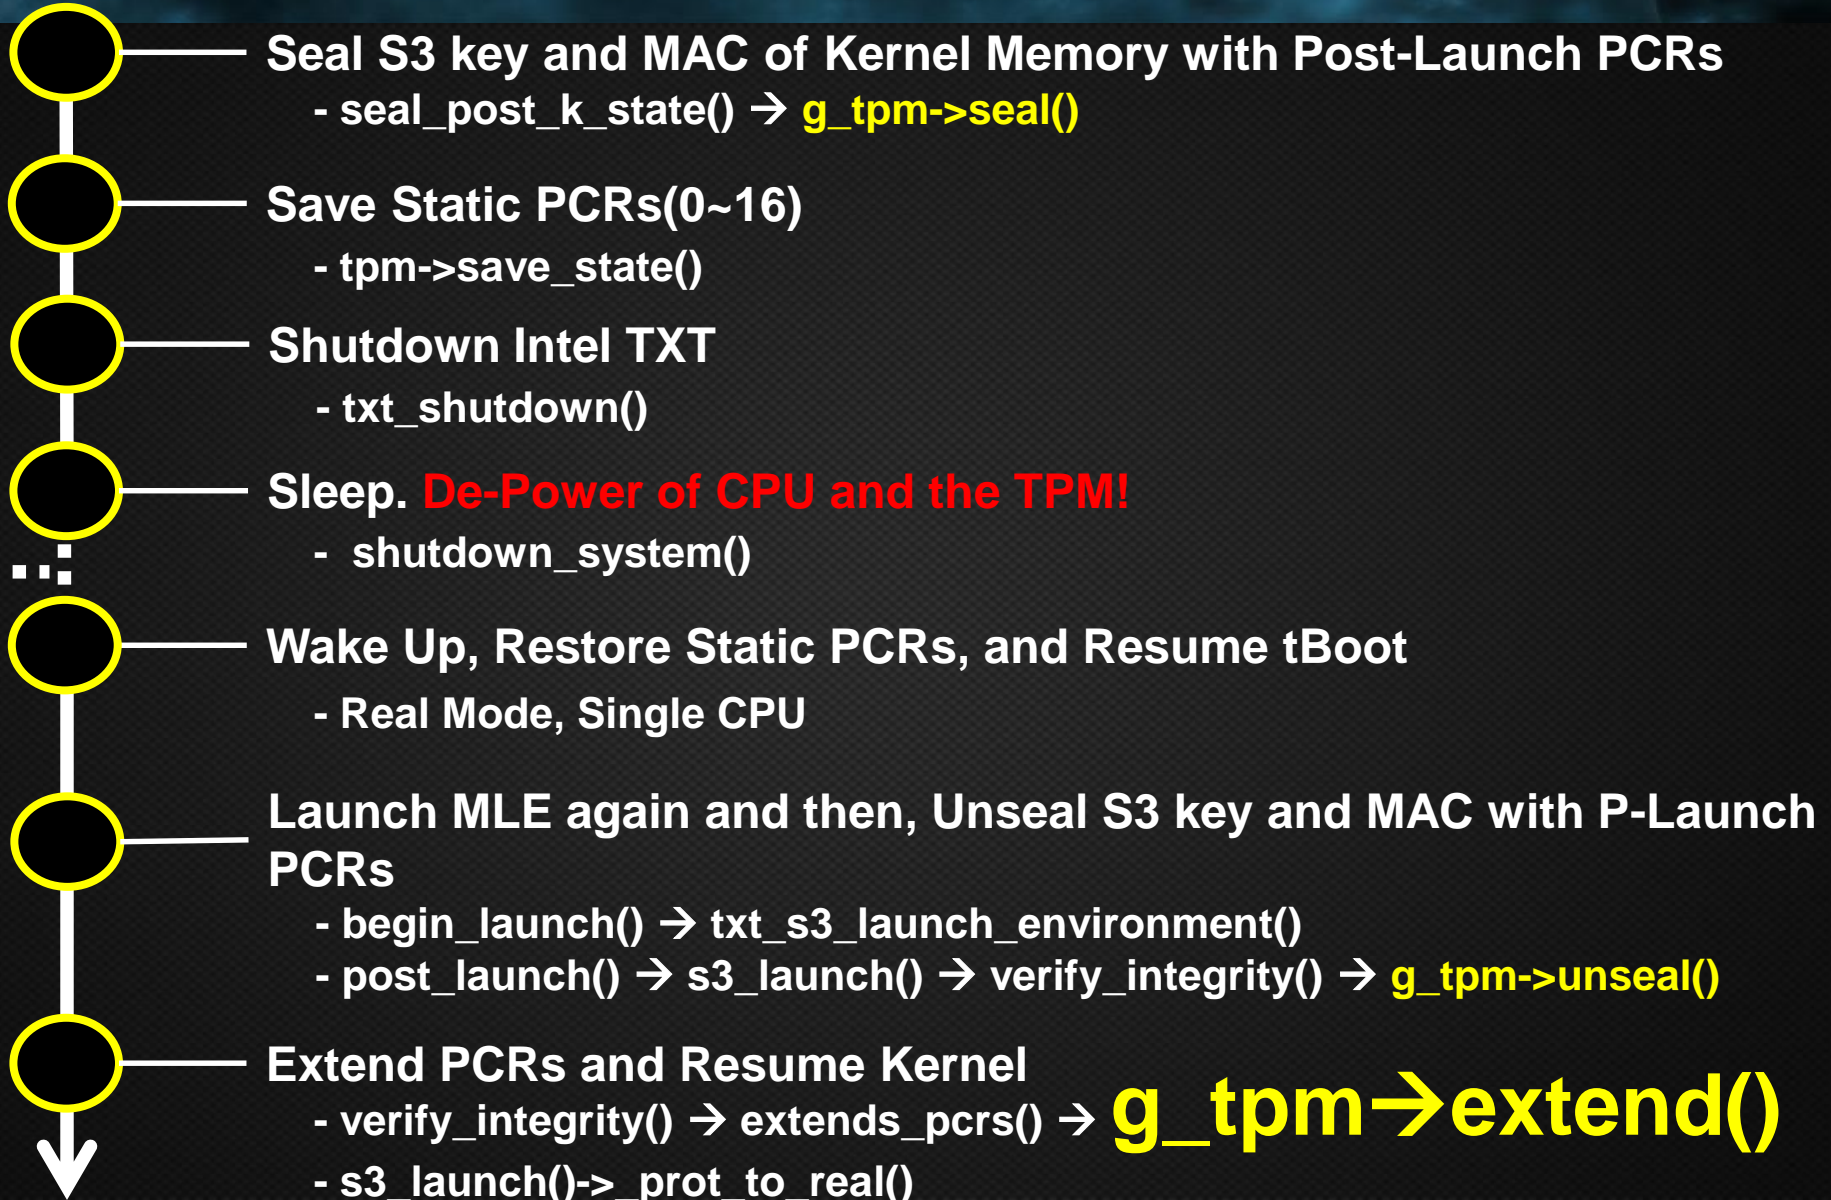 Seal S3 key and MAC of Kernel Memory with Post-Launch PCRs
- seal_post_k_state() → g_tpm->seal()
Save Static PCRs(0~16)
- tpm->save_state()
Shutdown Intel TXT
- txt_shutdown()
Sleep. De-Power of CPU and the TPM!
- shutdown_system()
Wake Up, Restore Static PCRs, and Resume tBoot
- Real Mode, Single CPU
Launch MLE again and then, Unseal S3 key and MAC with P-Launch
PCRs
- begin_launch() → txt_s3_launch_environment()
- post_launch() → s3_launch() → verify_integrity() → g_tpm->unseal()
Extend PCRs and Resume Kernel
- verify_integrity() → extends_pcrs() → g_tpm→extend()
- s3_launch()->_prot_to_real()